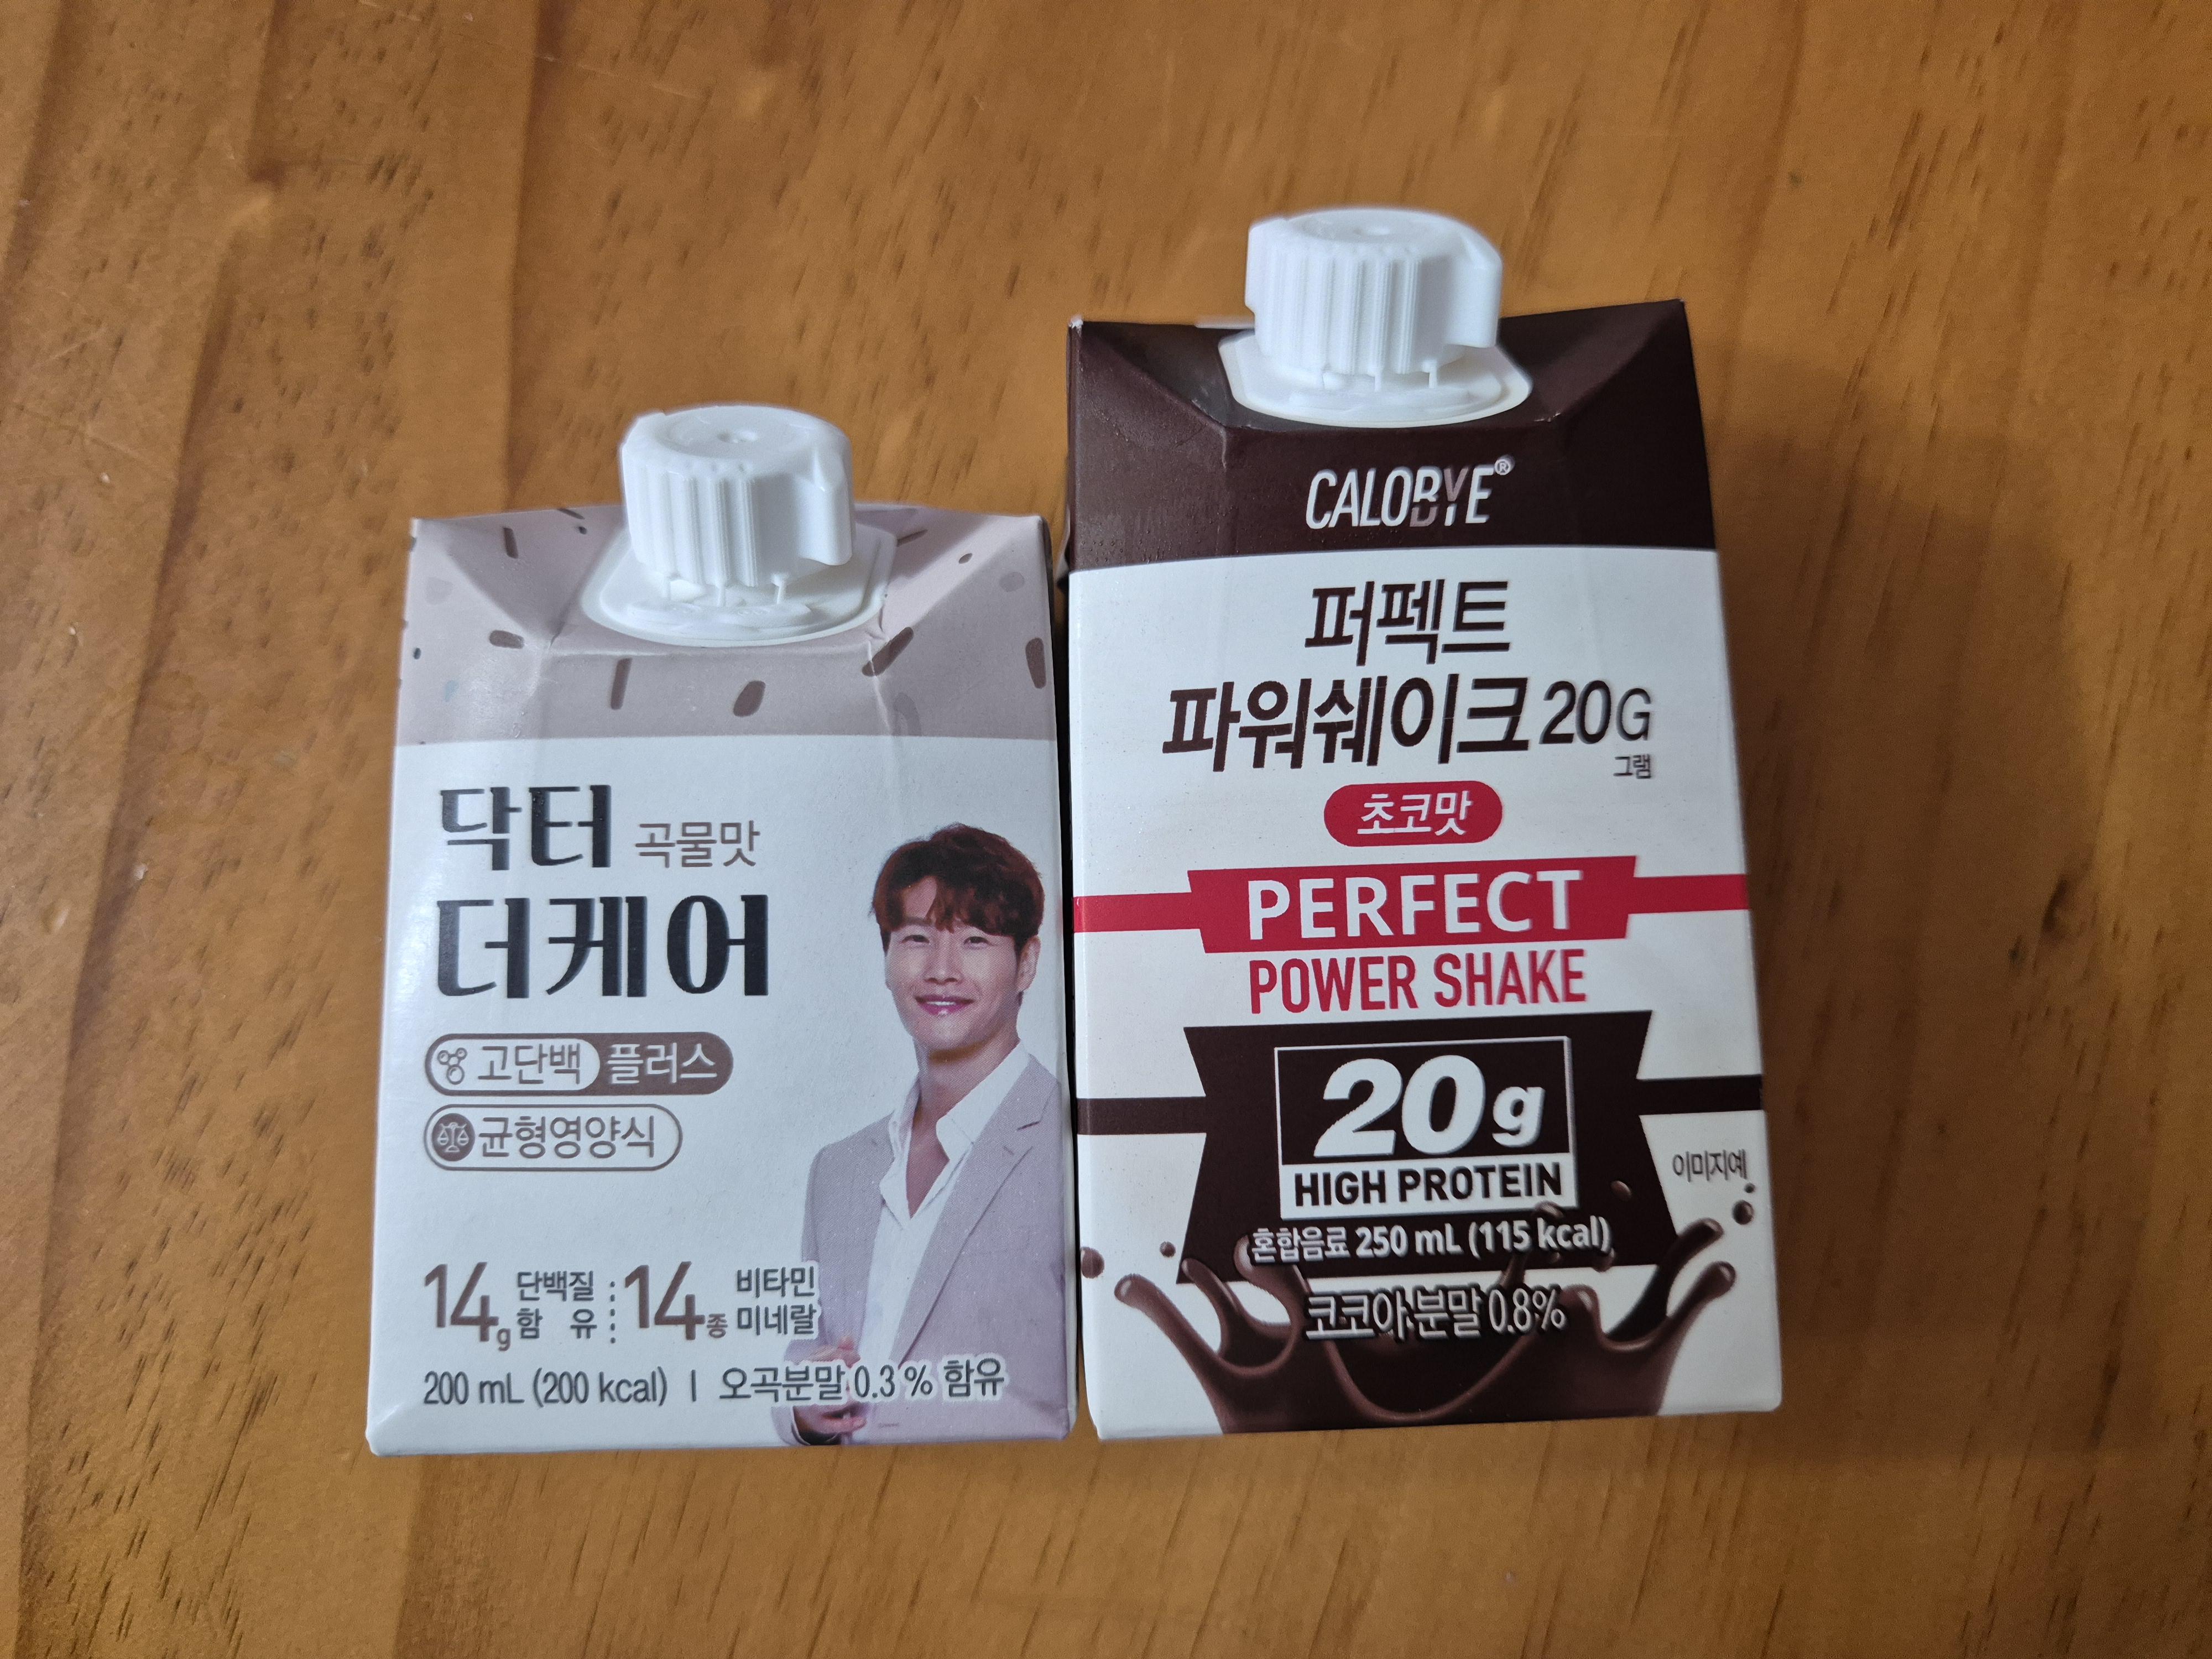 닥터 곡물맛
더케어
고단백 플러스
균형영양식
14g 단백질 함유 14종 비타민 미네랄
200 mL (200 kcal) | 오곡분말 0.3 % 함유
CALOBYE®
퍼펙트
파워쉐이크 20G
그램
초코맛
PERFECT
POWER SHAKE
20g
HIGH PROTEIN
이미지예
혼합음료 250 mL (115 kcal)
코코아분말 0.8%